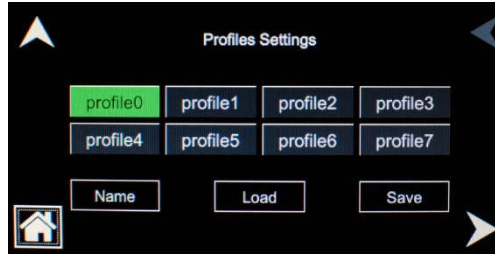 Profiles Settings
profile0 profile1 profile2 profile3
profile4 profile5 profile6 profile7
Name Load Save